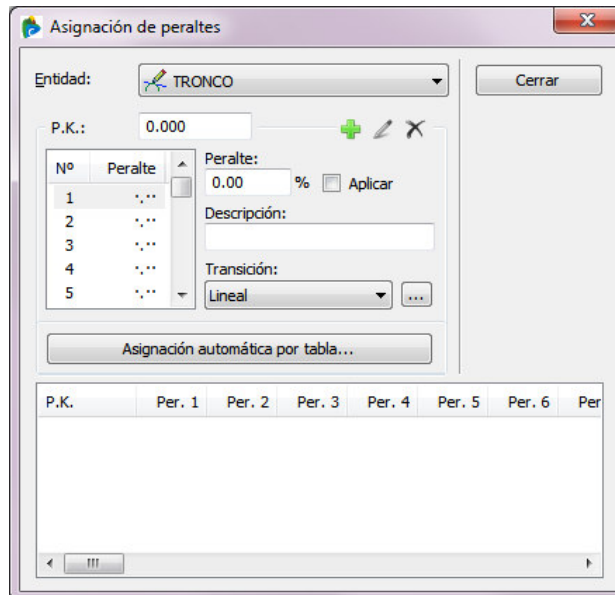 Asignación de peraltes
Entidad: TRONCO Cerrar
P.K.: 0.000
Nº Peralte
1 ·,··
2 ·,··
3 ·,··
4 ·,··
5 ·,··
Peralte:
0.00 % Aplicar
Descripción:
Transición:
Lineal ...
Asignación automática por tabla...
P.K. Per. 1 Per. 2 Per. 3 Per. 4 Per. 5 Per. 6 Per